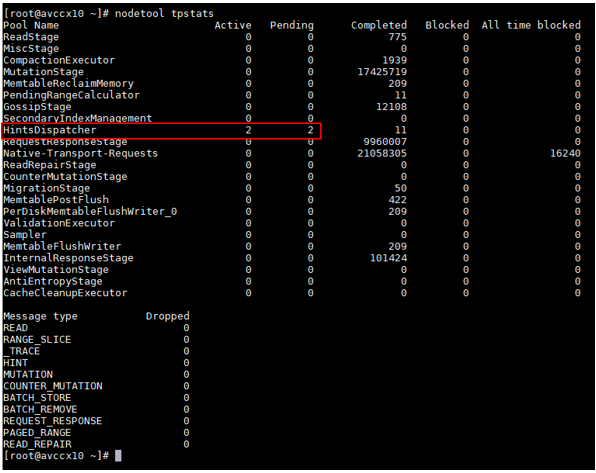 [root@avccx10 ~]# nodetool tpstats
Pool Name Active Pending Completed Blocked All time blocked
ReadStage 0 0 775 0 0
MiscStage 0 0 0 0 0
CompactionExecutor 0 0 1939 0 0
MutationStage 0 0 17425719 0 0
MemtableReclaimMemory 0 0 209 0 0
PendingRangeCalculator 0 0 11 0 0
GossipStage 0 0 12108 0 0
SecondaryIndexManagement 0 0 0 0 0
HintsDispatcher 2 2 11 0 0
RequestResponseStage 0 0 9960007 0 0
Native-Transport-Requests 0 0 21058305 0 16240
ReadRepairStage 0 0 0 0 0
CounterMutationStage 0 0 0 0 0
MigrationStage 0 0 50 0 0
MemtablePostFlush 0 0 422 0 0
PerDiskMemtableFlushWriter_0 0 0 209 0 0
ValidationExecutor 0 0 0 0 0
Sampler 0 0 0 0 0
MemtableFlushWriter 0 0 209 0 0
InternalResponseStage 0 0 101424 0 0
ViewMutationStage 0 0 0 0 0
AntiEntropyStage 0 0 0 0 0
CacheCleanupExecutor 0 0 0 0 0
Message type Dropped
READ 0
RANGE_SLICE 0
_TRACE 0
HINT 0
MUTATION 0
COUNTER_MUTATION 0
BATCH_STORE 0
BATCH_REMOVE 0
REQUEST_RESPONSE 0
PAGED_RANGE 0
READ_REPAIR 0
[root@avccx10 ~]#